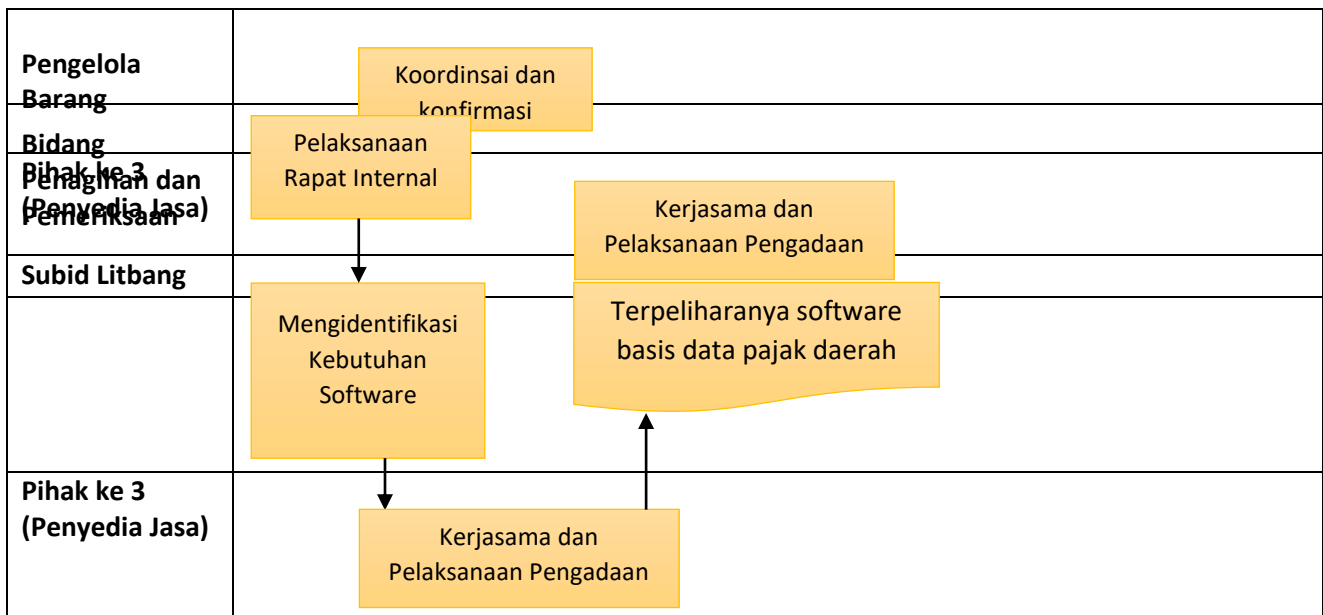 Pengelola
Barang
Koordinsai dan
konfirmasi
Bidang
Penagihan dan
Pemeriksaan
Pihak ke 3
(Penyedia Jasa)
Pelaksanaan
Rapat Internal
Kerjasama dan
Pelaksanaan Pengadaan
Subid Litbang
Mengidentifikasi
Kebutuhan
Software
Terpeliharanya software
basis data pajak daerah
Pihak ke 3
(Penyedia Jasa)
Kerjasama dan
Pelaksanaan Pengadaan